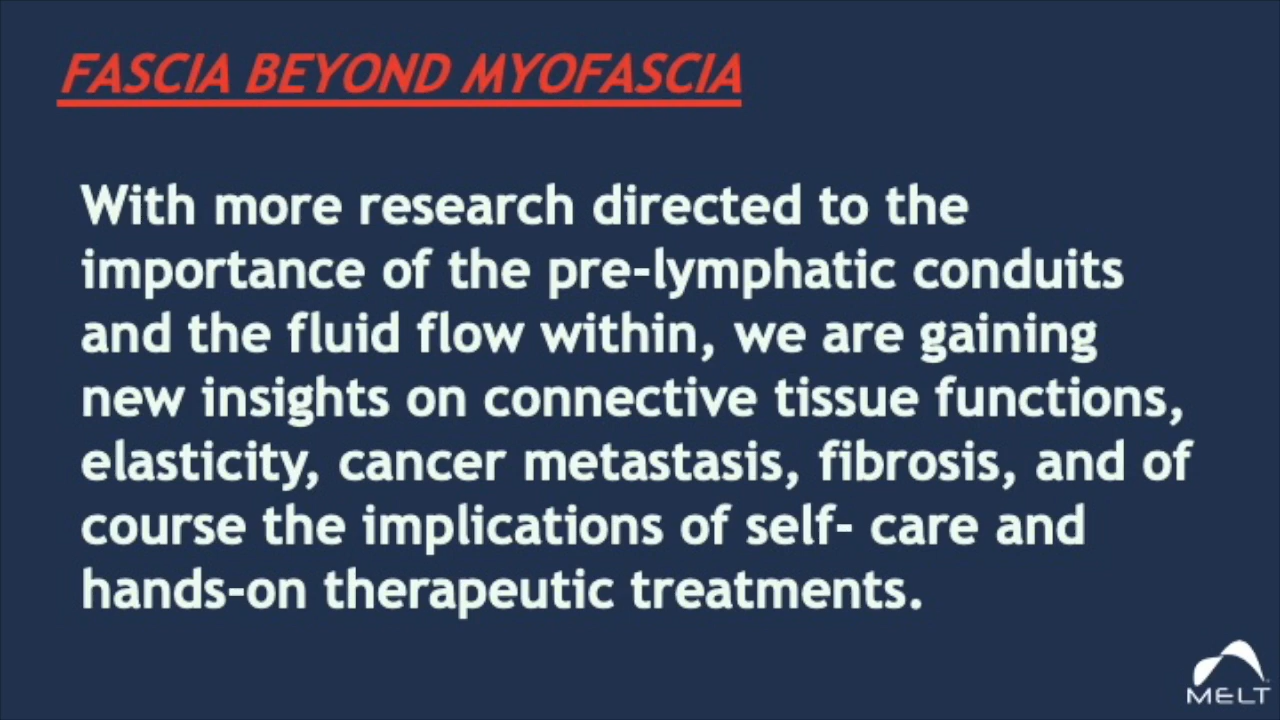 FASCIA BEYOND MYOFASCIA
With more research directed to the
importance of the pre-lymphatic conduits
and the fluid flow within, we are gaining
new insights on connective tissue functions,
elasticity, cancer metastasis, fibrosis, and of
course the implications of self- care and
hands-on therapeutic treatments.
MELT